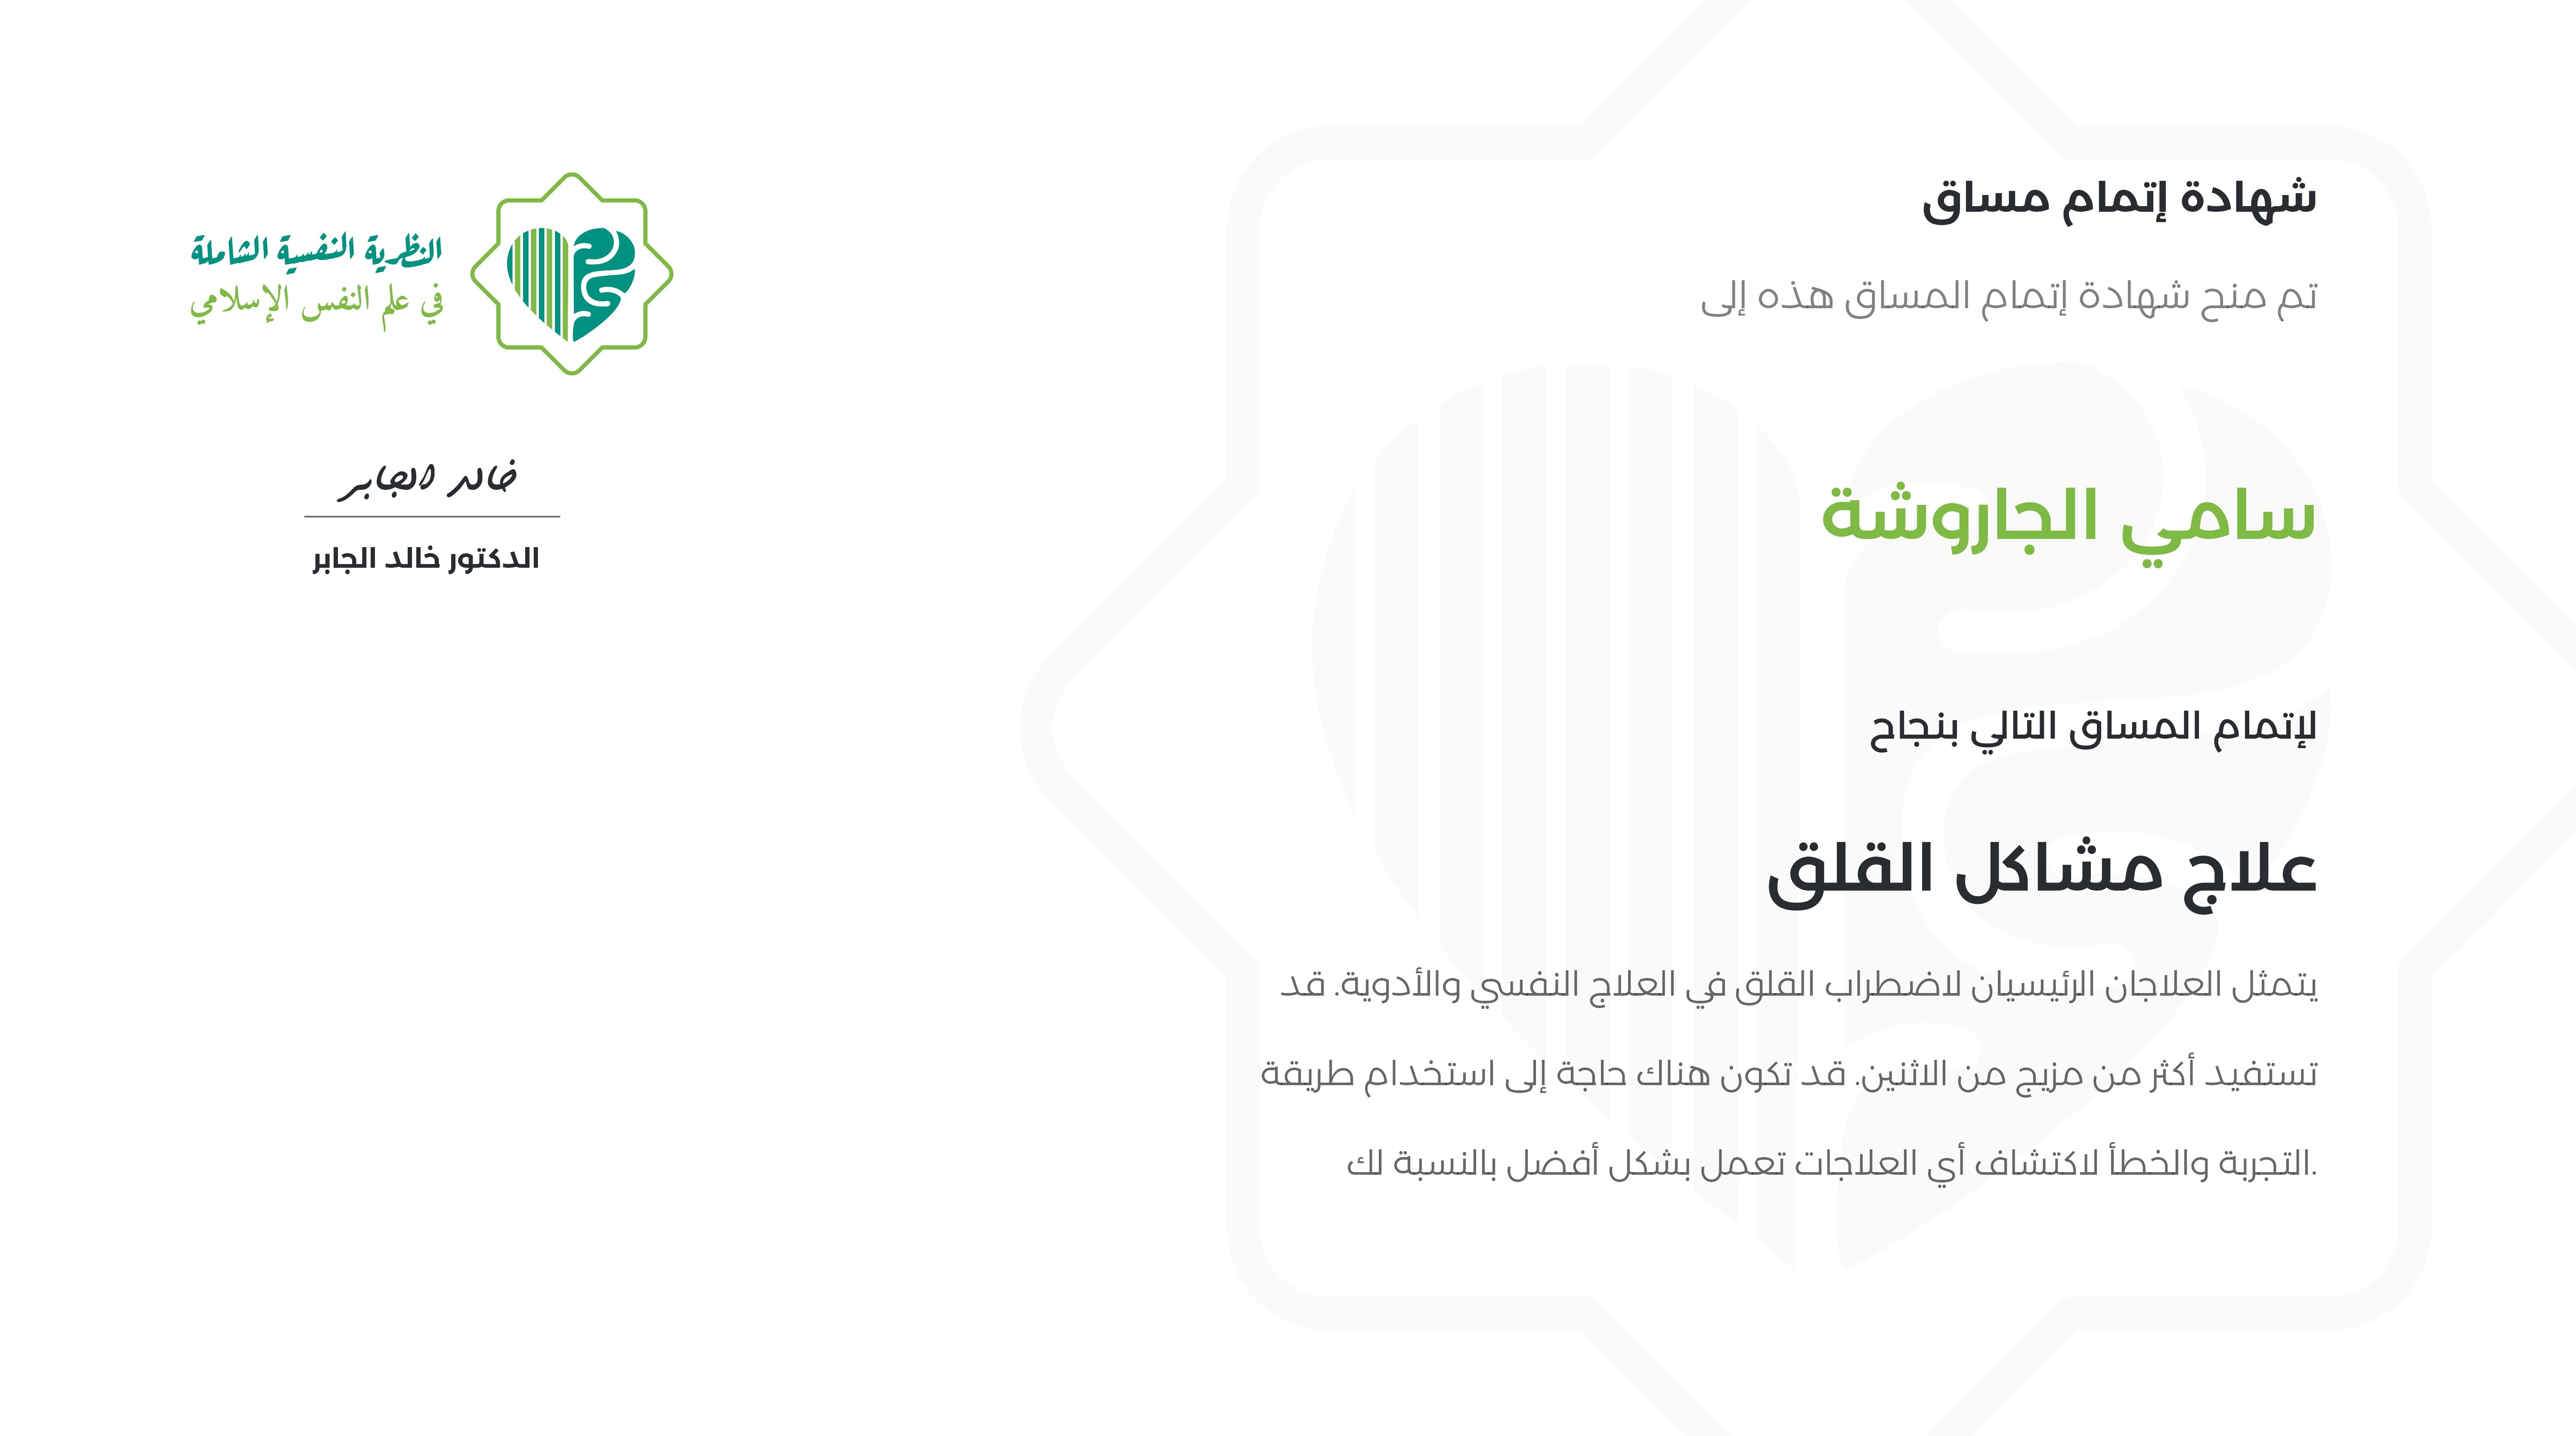 شهادة إتمام مساق
تم منح شهادة إتمام المساق هذه إلى
سامي الجاروشة
لإتمام المساق التالي بنجاح
علاج مشاكل القلق
يتمثل العلاجان الرئيسيان لاضطراب القلق في العلاج النفسي والأدوية. قد
تستفيد أكثر من مزيج من الاثنين. قد تكون هناك حاجة إلى استخدام طريقة
.التجربة والخطأ لاكتشاف أي العلاجات تعمل بشكل أفضل بالنسبة لك
النظرية النفسية الشاملة
في علم النفس الإسلامي
خالد الجابر
الدكتور خالد الجابر